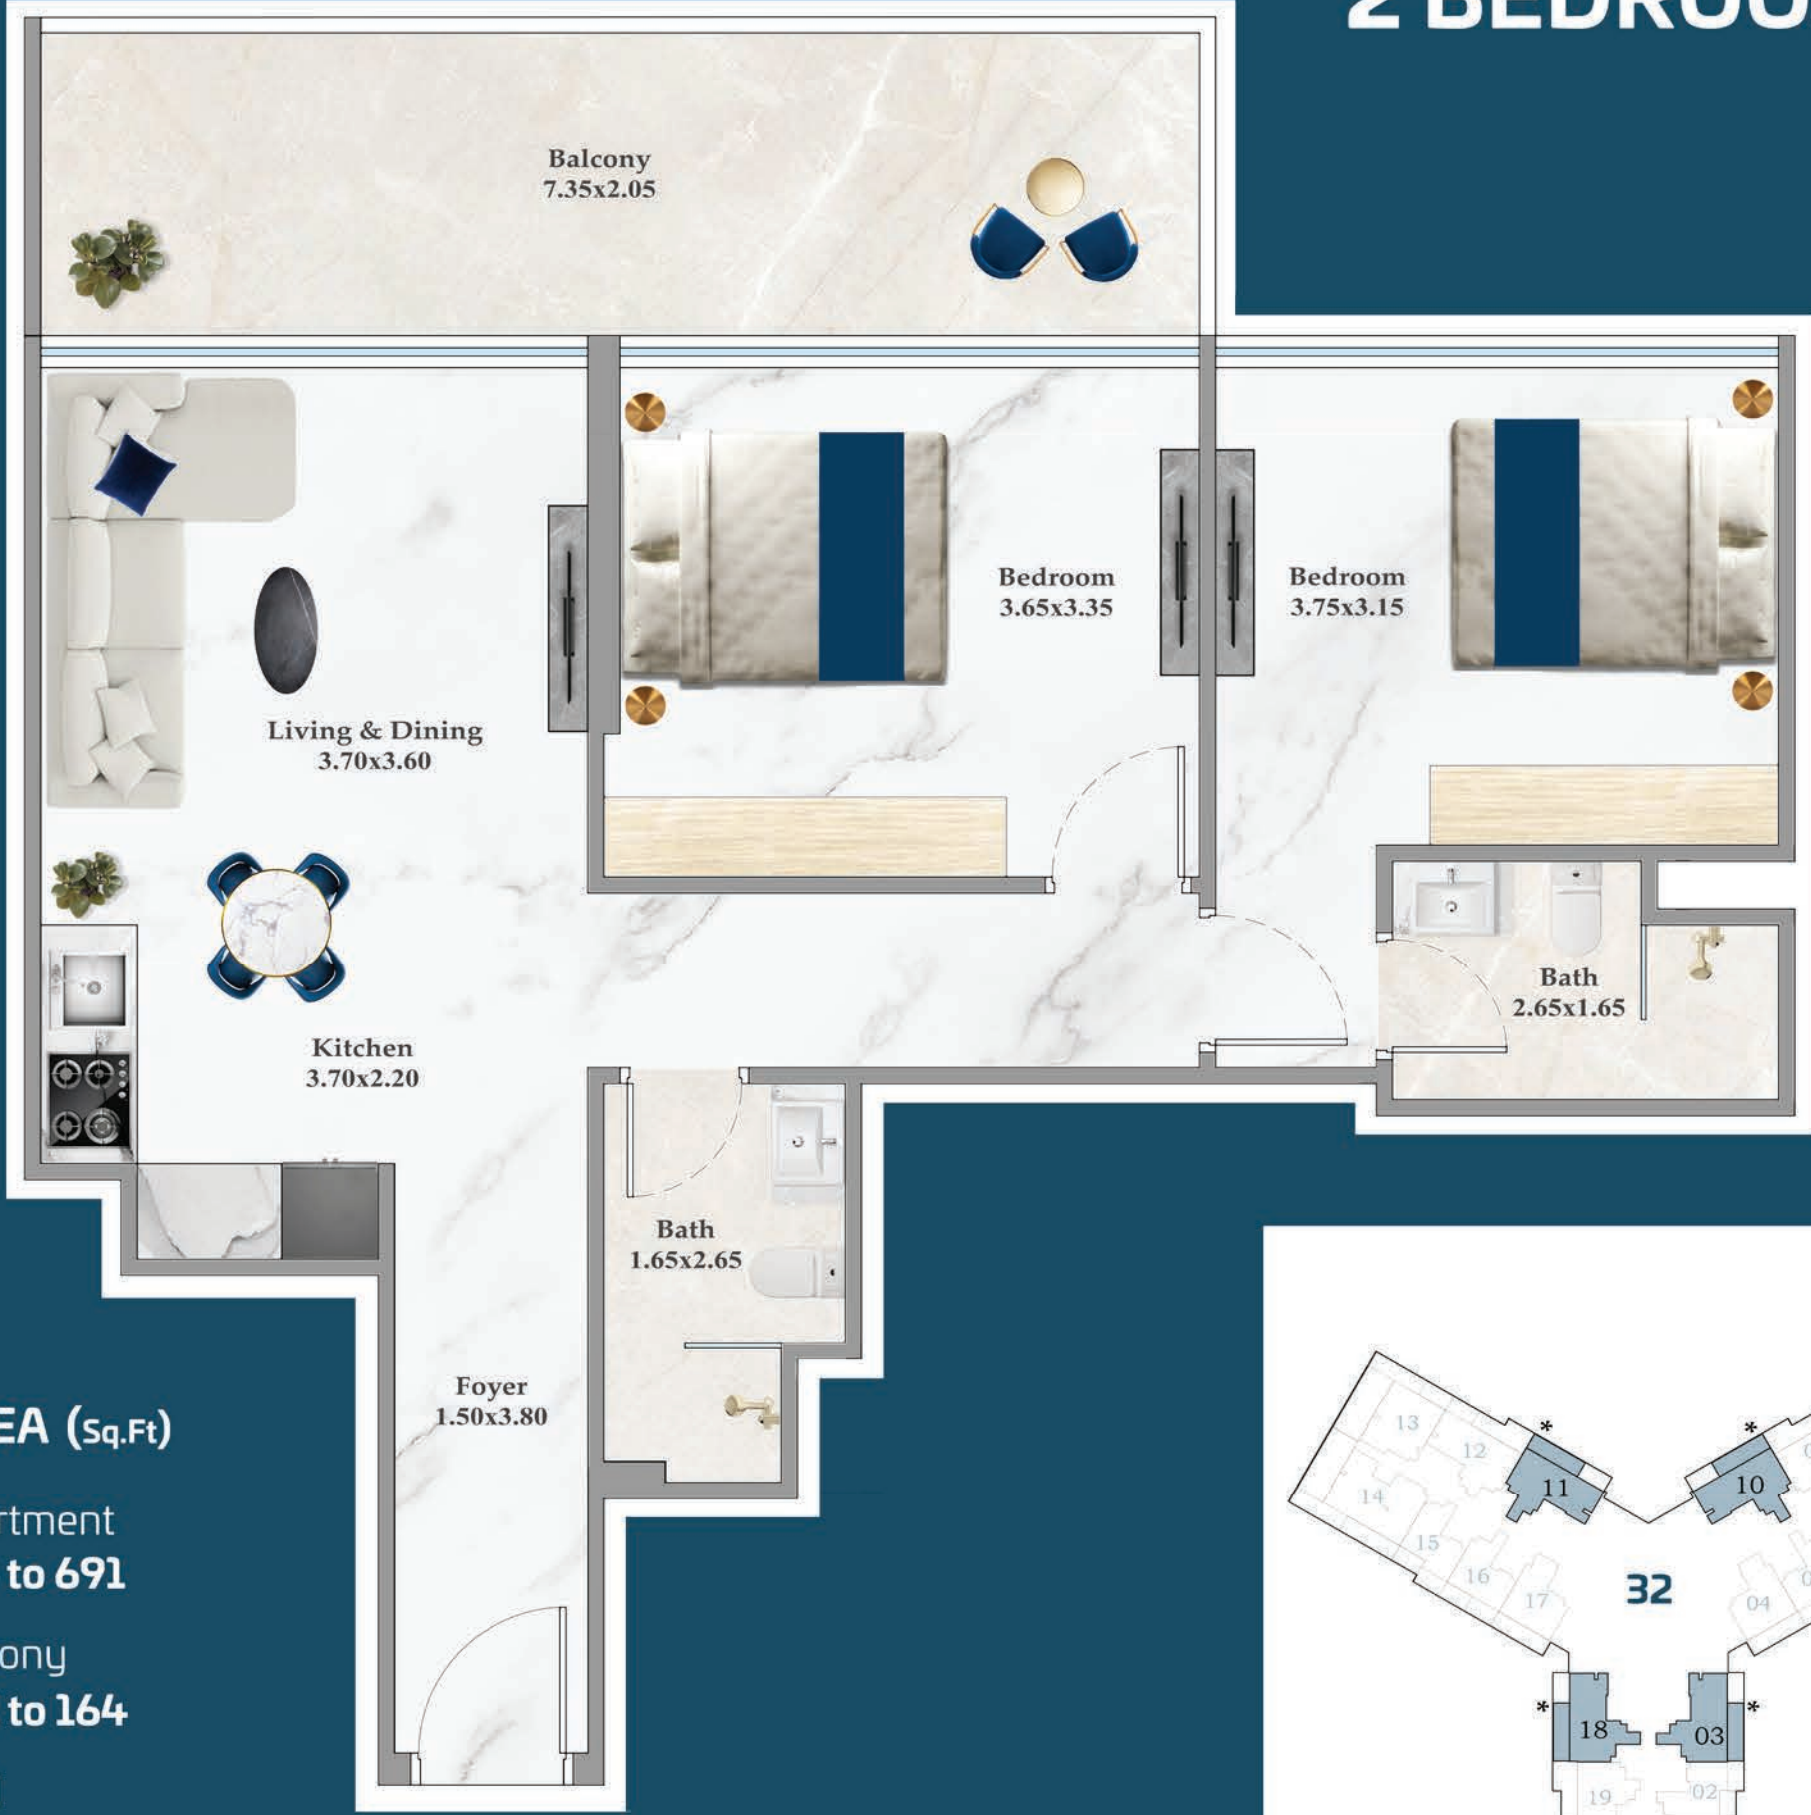 2 BEDROO
Balcony
7.35x2.05
Bedroom
3.65x3.35
Bedroom
3.75x3.15
Living & Dining
3.70x3.60
Bath
2.65x1.65
Kitchen
3.70x2.20
Bath
1.65x2.65
Foyer
1.50x3.80
EA (Sq.Ft)
rtment
to 691
ony
to 164
13
12
*
11
*
10
14
15
16
17
32
04
*
18
03
*
19
02